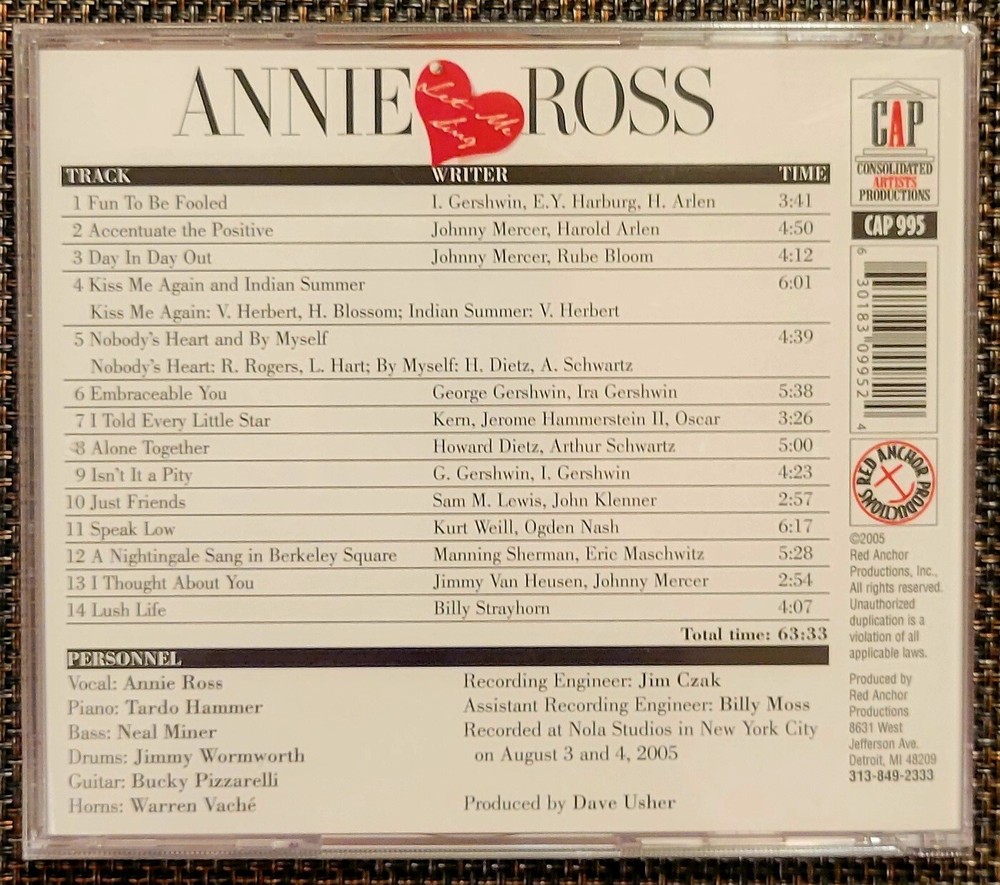 ANNIE Let Me Sing ROSS
TRACK WRITER TIME
1 Fun To Be Fooled I. Gershwin, E.Y. Harburg, H. Arlen 3:41
2 Accentuate the Positive Johnny Mercer, Harold Arlen 4:50
3 Day In Day Out Johnny Mercer, Rube Bloom 4:12
4 Kiss Me Again and Indian Summer 6:01
Kiss Me Again: V. Herbert, H. Blossom; Indian Summer: V. Herbert
5 Nobody's Heart and By Myself 4:39
Nobody's Heart: R. Rogers, L. Hart; By Myself: H. Dietz, A. Schwartz
6 Embraceable You George Gershwin, Ira Gershwin 5:38
7 I Told Every Little Star Kern, Jerome Hammerstein II, Oscar 3:26
8 Alone Together Howard Dietz, Arthur Schwartz 5:00
9 Isn't It a Pity G. Gershwin, I. Gershwin 4:23
10 Just Friends Sam M. Lewis, John Klenner 2:57
11 Speak Low Kurt Weill, Ogden Nash 6:17
12 A Nightingale Sang in Berkeley Square Manning Sherman, Eric Maschwitz 5:28
13 I Thought About You Jimmy Van Heusen, Johnny Mercer 2:54
14 Lush Life Billy Strayhorn 4:07
Total time: 63:33
PERSONNEL
Vocal: Annie Ross
Piano: Tardo Hammer
Bass: Neal Miner
Drums: Jimmy Wormworth
Guitar: Bucky Pizzarelli
Horns: Warren Vaché
Recording Engineer: Jim Czak
Assistant Recording Engineer: Billy Moss
Recorded at Nola Studios in New York City
on August 3 and 4, 2005
Produced by Dave Usher
CAP
CONSOLIDATED
ARTISTS
PRODUCTIONS
CAP 995
6 30183 09952 4
RED ANCHOR PRODUCTIONS
©2005
Red Anchor
Productions, Inc.,
All rights reserved.
Unauthorized
duplication is a
violation of all
applicable laws.
Produced by
Red Anchor
Productions
8631 West
Jefferson Ave.
Detroit, MI 48209
313-849-2333